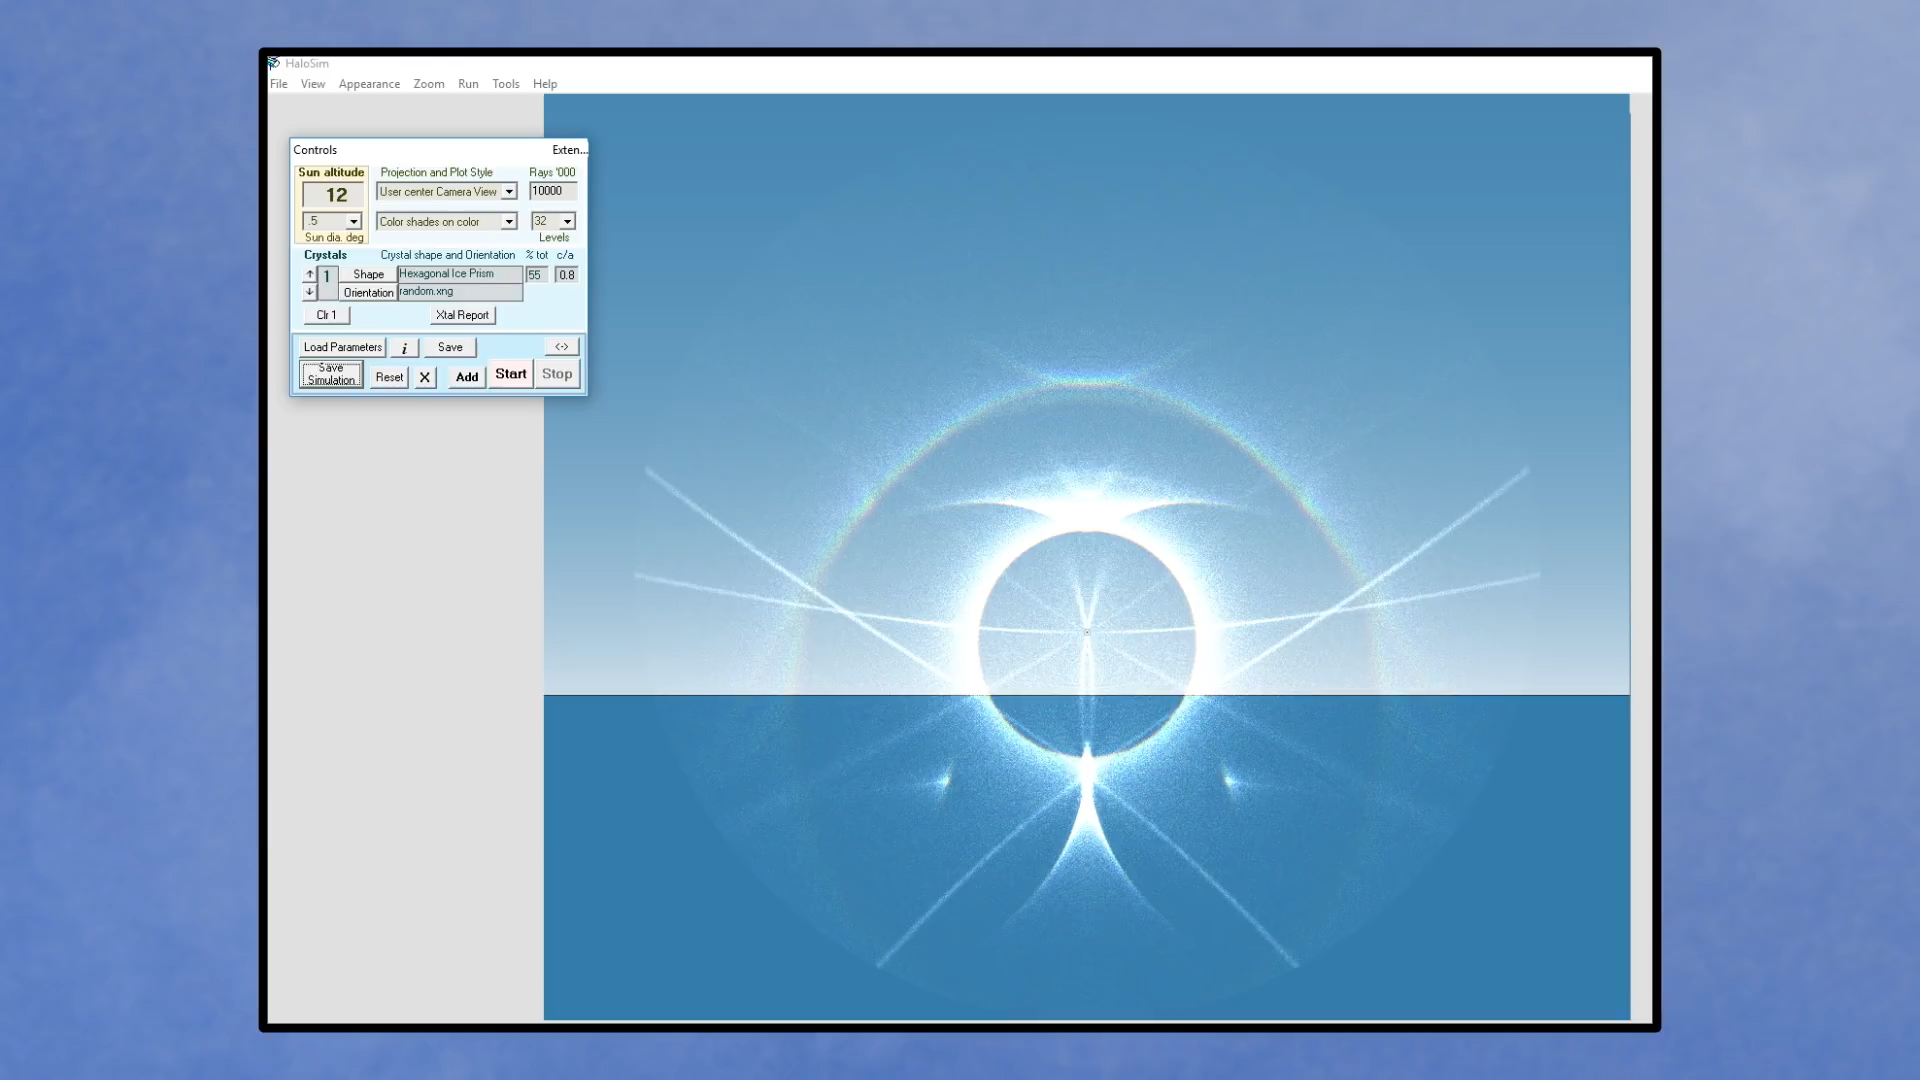 HaloSim
File View Appearance Zoom Run Tools Help
Controls Exten...
Sun altitude Projection and Plot Style Rays '000
12 User center Camera View 10000
.5 Color shades on color 32
Sun dia. deg Levels
Crystals Crystal shape and Orientation % tot c/a
1 Shape Hexagonal Ice Prism 55 0.8
Orientation random.xng
Clr 1 Xtal Report
Load Parameters i Save <->
Save Simulation Reset X Add Start Stop